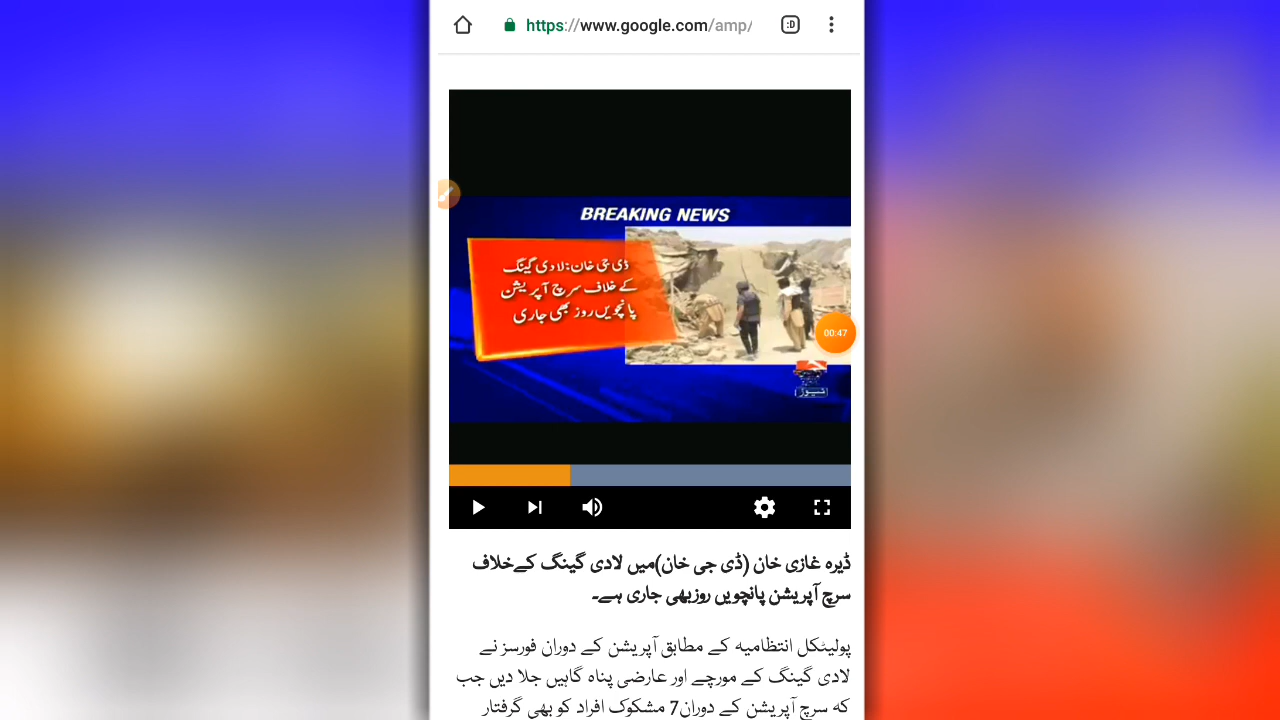 https://www.google.com/amp/
:D
BREAKING NEWS
ڈی جی خان: لادی گینگ
کے خلاف سرچ آپریشن
پانچویں روز بھی جاری
00:47
نیوز
ڈیرہ غازی خان (ڈی جی خان)میں لادی گینگ کےخلاف
سرچ آپریشن پانچویں روزبھی جاری ہے۔
پولیٹکل انتظامیہ کے مطابق آپریشن کے دوران فورسز نے
لادی گینگ کے مورچے اور عارضی پناہ گاہیں جلا دیں جب
کہ سرچ آپریشن کے دوران7 مشکوک افراد کو بھی گرفتار